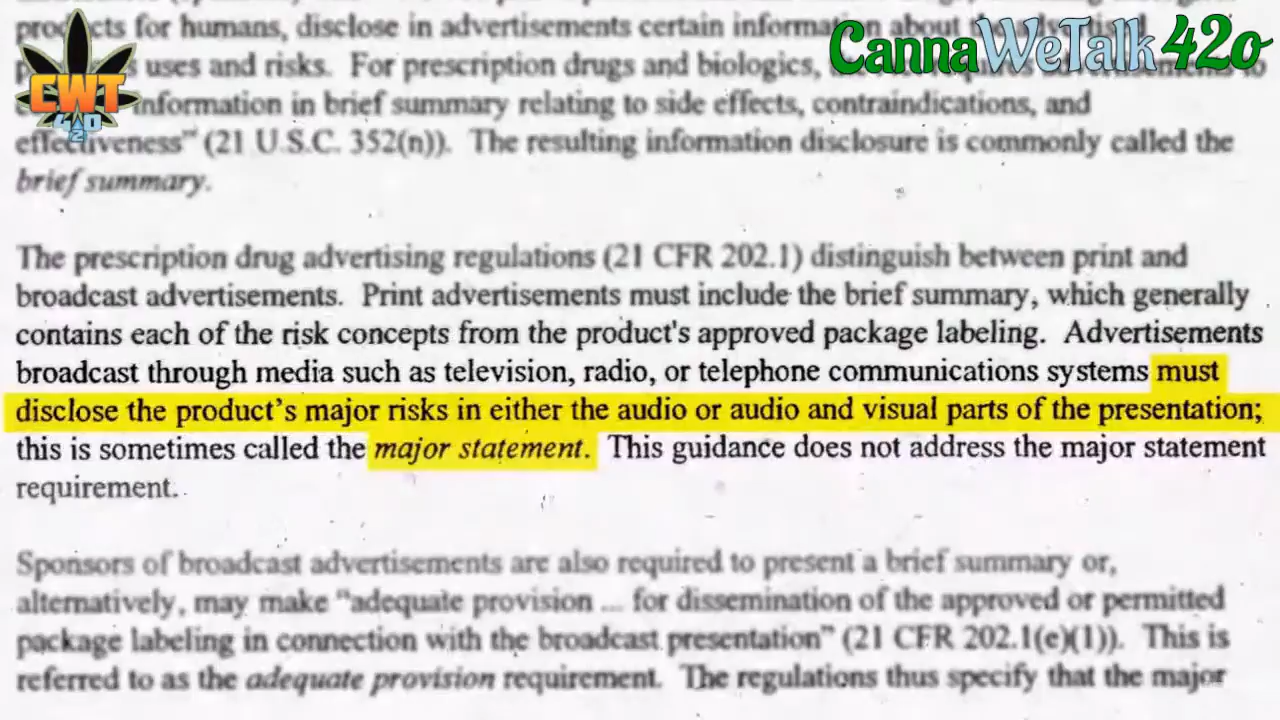 products for humans, disclose in advertisements certain information about
CannaWeTalk 420
CWT
420
uses and risks. For prescription drugs and biologics,
information in brief summary relating to side effects, contraindications, and
effectiveness" (21 U.S.C. 352(n)). The resulting information disclosure is commonly called the
brief summary.
The prescription drug advertising regulations (21 CFR 202.1) distinguish between print and
broadcast advertisements. Print advertisements must include the brief summary, which generally
contains each of the risk concepts from the product's approved package labeling. Advertisements
broadcast through media such as television, radio, or telephone communications systems must
disclose the product's major risks in either the audio or audio and visual parts of the presentation;
this is sometimes called the major statement. This guidance does not address the major statement
requirement.
Sponsors of broadcast advertisements are also required to present a brief summary or,
alternatively, may make "adequate provision ... for dissemination of the approved or permitted
package labeling in connection with the broadcast presentation" (21 CFR 202.1(e)(1)). This is
referred to as the adequate provision requirement. The regulations thus specify that the major